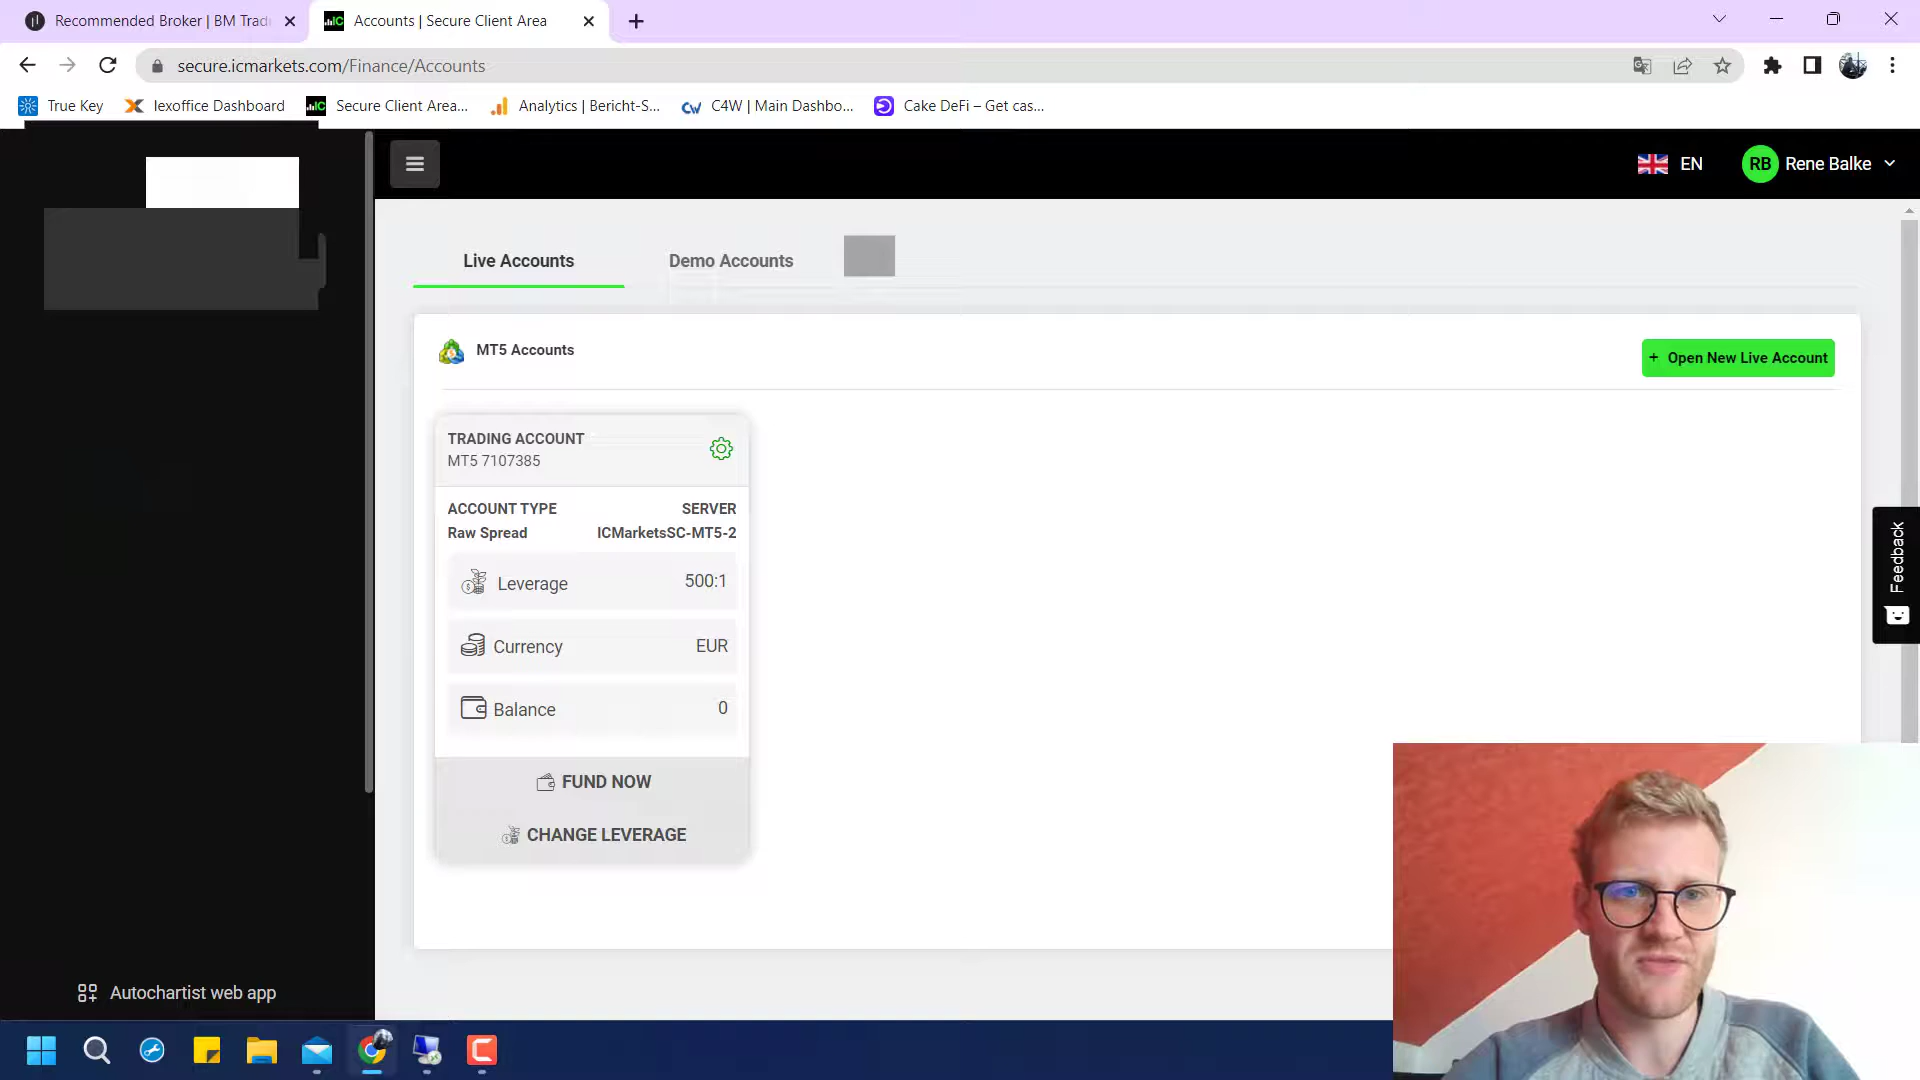 Recommended Broker | BM Trad
Accounts | Secure Client Area
secure.icmarkets.com/Finance/Accounts
True Key
lexoffice Dashboard
Secure Client Area...
Analytics | Bericht-S...
C4W | Main Dashbo...
Cake DeFi – Get cas...
EN
RB
Rene Balke
Live Accounts
Demo Accounts
MT5 Accounts
+ Open New Live Account
TRADING ACCOUNT
MT5 7107385
ACCOUNT TYPE
SERVER
Raw Spread
ICMarketsSC-MT5-2
Leverage
500:1
Currency
EUR
Balance
0
FUND NOW
CHANGE LEVERAGE
Feedback
Autochartist web app